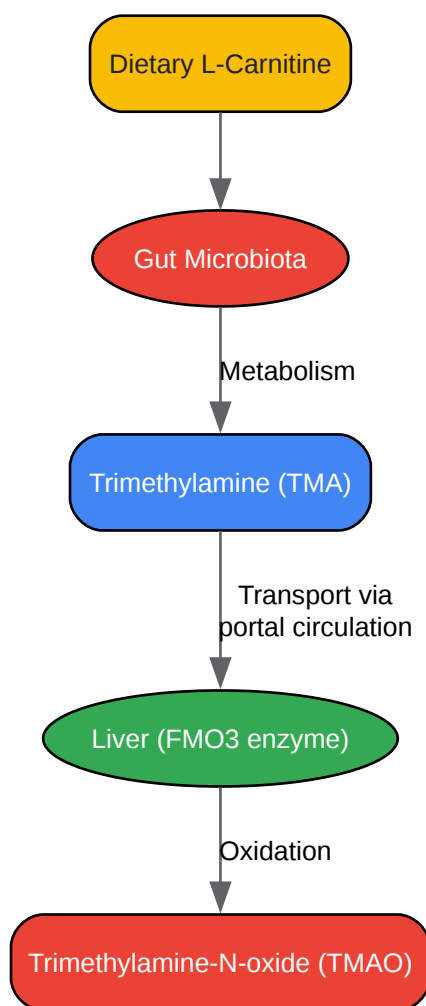 Dietary L-Carnitine
Gut Microbiota
Metabolism
Trimethylamine (TMA)
Transport via
portal circulation
Liver (FMO3 enzyme)
Oxidation
Trimethylamine-N-oxide (TMAO)